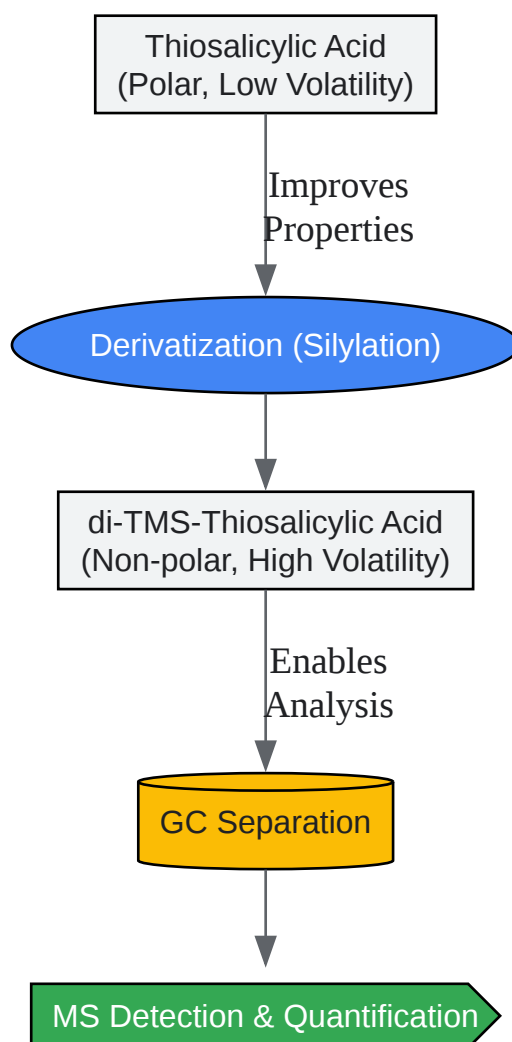 Thiosalicylic Acid
(Polar, Low Volatility)
Improves
Properties
Derivatization (Silylation)
di-TMS-Thiosalicylic Acid
(Non-polar, High Volatility)
Enables
Analysis
GC Separation
MS Detection & Quantification